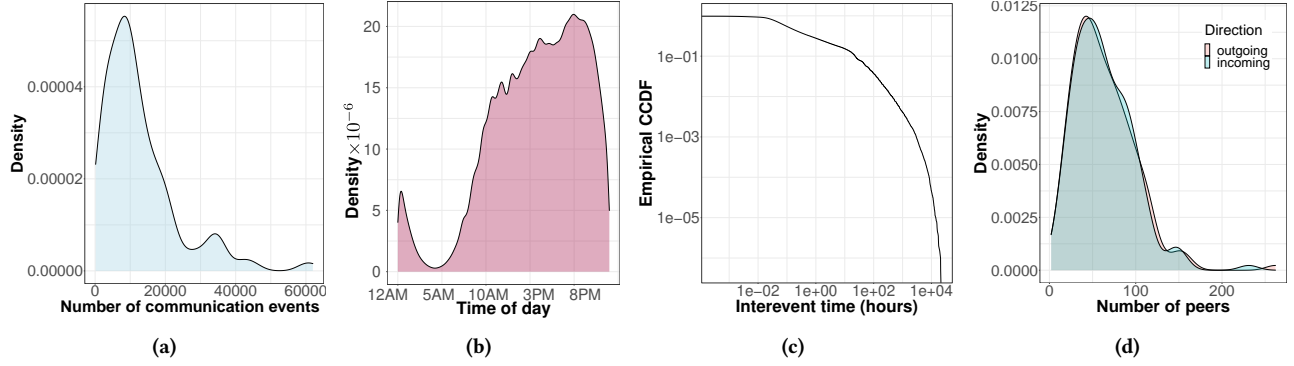 Density
0.00004
0.00002
0.00000
0 20000 40000 60000
Number of communication events
(a)
Density ×10⁻⁶
20
15
10
5
0
12AM 5AM 10AM 3PM 8PM
Time of day
(b)
Empirical CCDF
1e−01
1e−03
1e−05
1e−02 1e+00 1e+02 1e+04
Interevent time (hours)
(c)
Density
0.0125
0.0100
0.0075
0.0050
0.0025
0.0000
Direction
outgoing
incoming
0 100 200
Number of peers
(d)